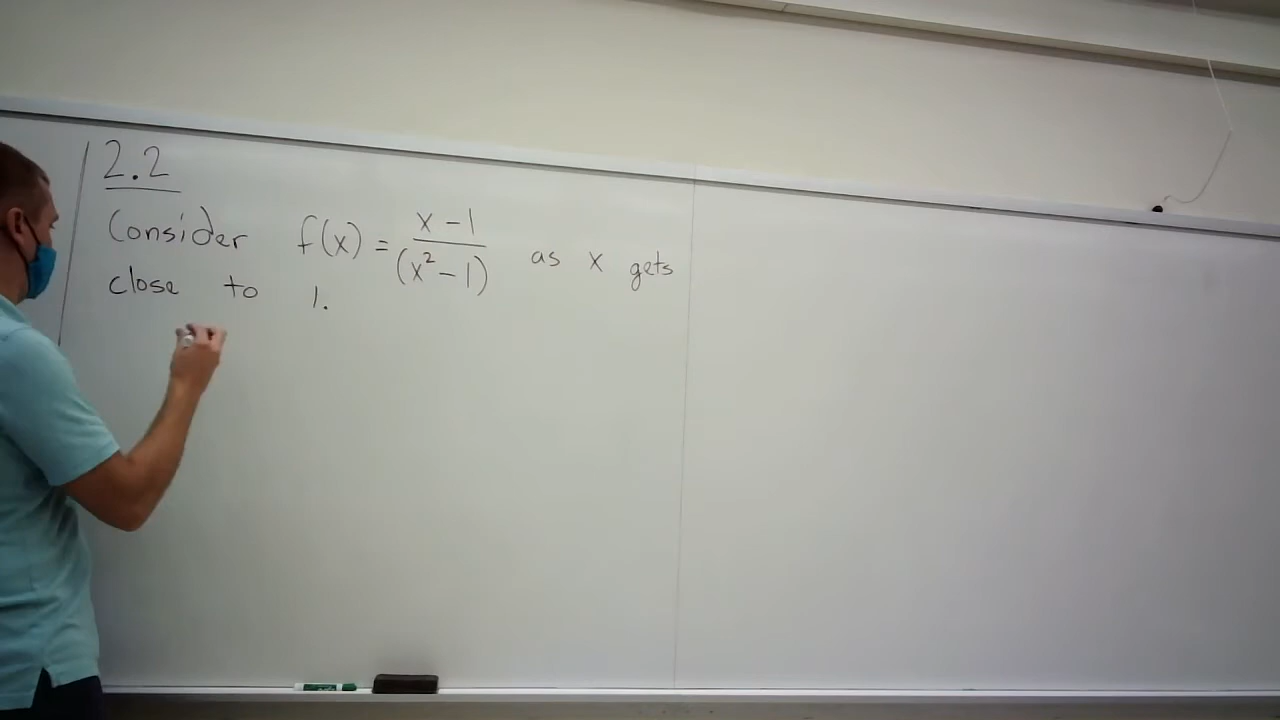 2.2
Consider f(x) = (x-1)/(x²-1) as x gets
close to 1.